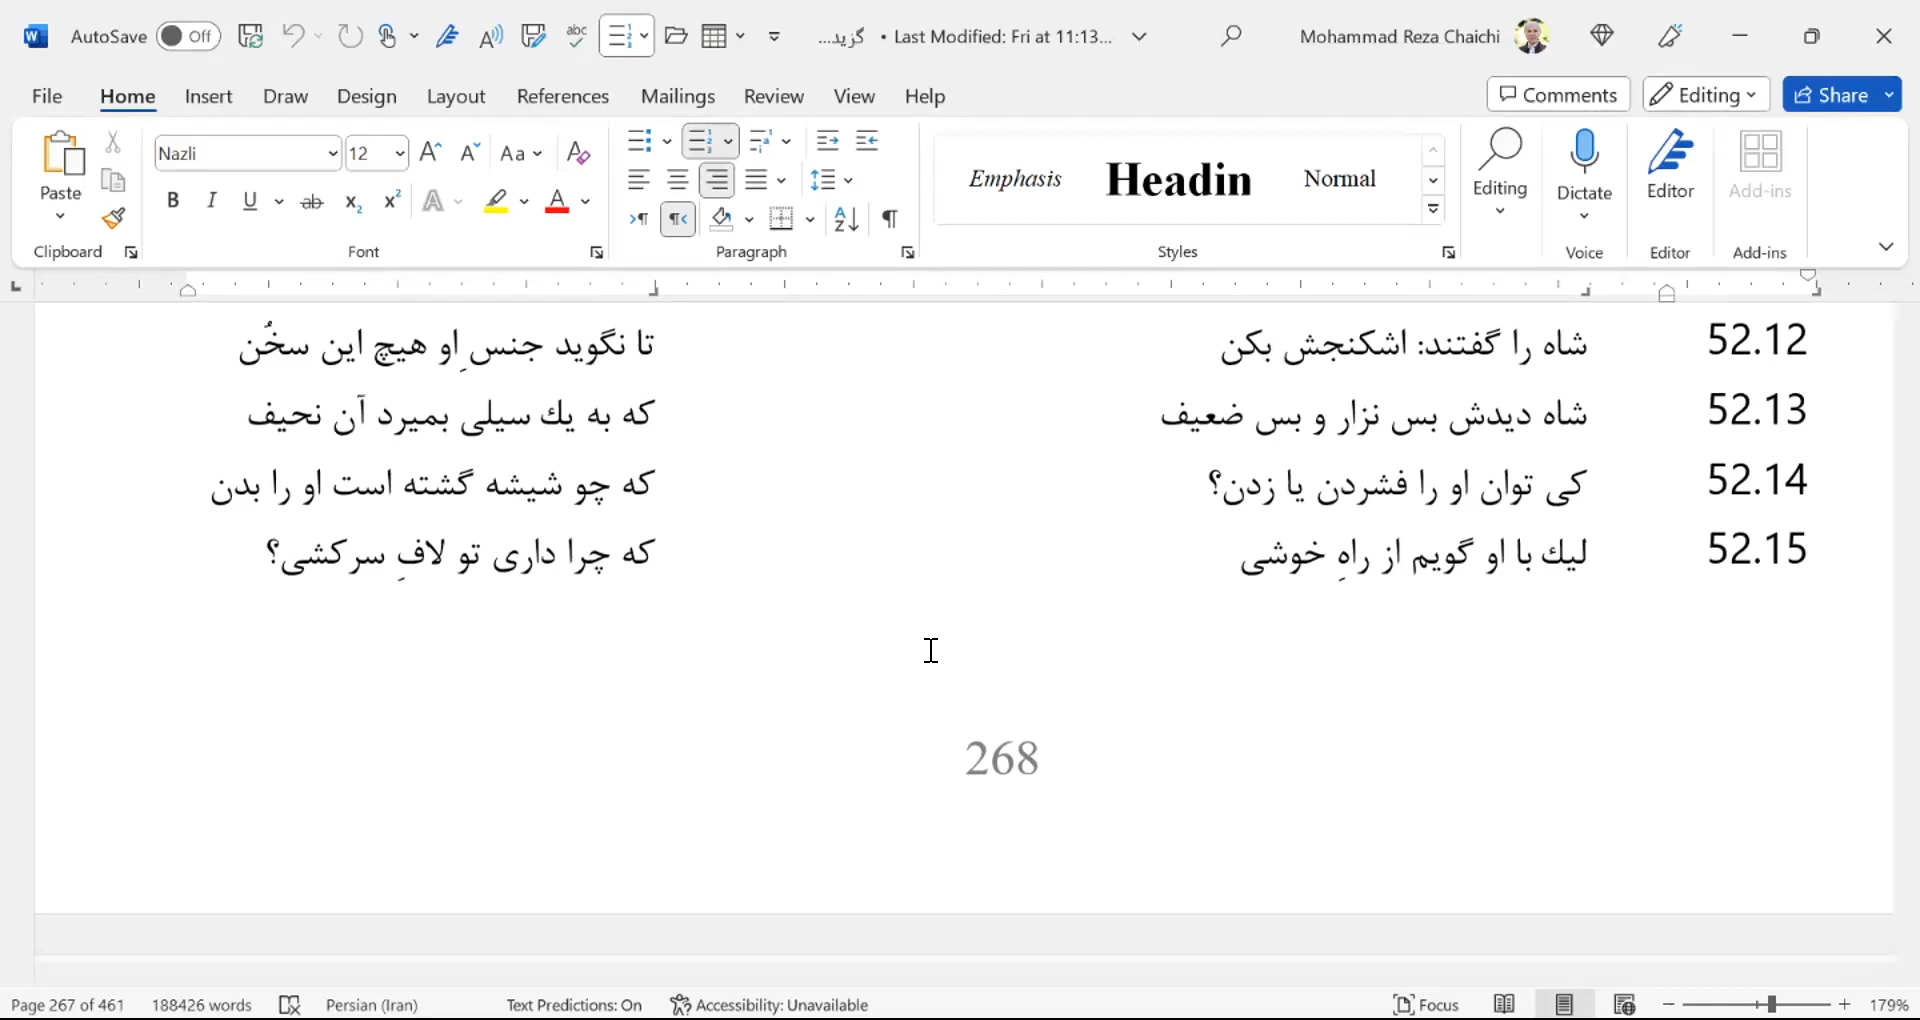 AutoSave Off گزید... • Last Modified: Fri at 11:13... Mohammad Reza Chaichi
File Home Insert Draw Design Layout References Mailings Review View Help Comments Editing Share
Paste Nazli 12 Emphasis Headin Normal Editing Dictate Editor Add-ins
Clipboard Font Paragraph Styles Voice Editor Add-ins
52.12 شاه را گفتند: اشکنجش بکن تا نگوید جنسِ او هیچ این سخُن
52.13 شاه دیدش بس نزار و بس ضعیف که به یك سیلی بمیرد آن نحیف
52.14 کی توان او را فشردن یا زدن؟ که چو شیشه گشته است او را بدن
52.15 لیك با او گویم از راهِ خوشی که چرا داری تو لافِ سرکشی؟
268
Page 267 of 461 188426 words Persian (Iran) Text Predictions: On Accessibility: Unavailable Focus 179%